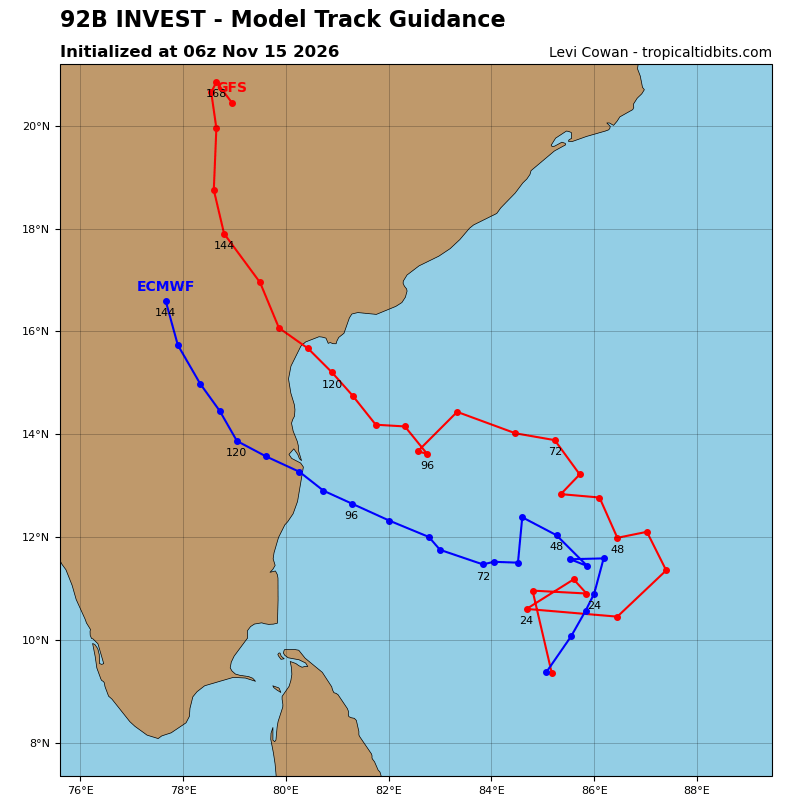 92B INVEST - Model Track Guidance
Initialized at 06z Nov 15 2026
Levi Cowan - tropicaltidbits.com
GFS
168
20°N
18°N
144
ECMWF
144
16°N
120
14°N
120
72
96
96
12°N
48
48
72
24
24
10°N
8°N
76°E
78°E
80°E
82°E
84°E
86°E
88°E